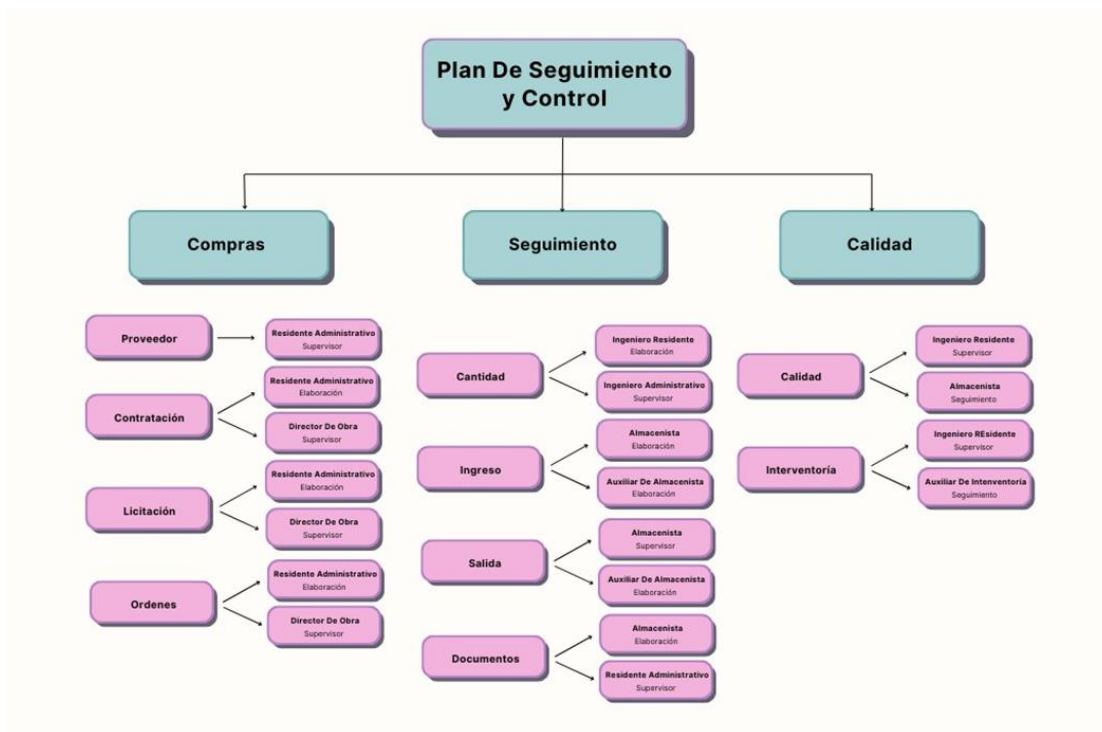 Plan De Seguimiento
y Control
Compras
Seguimiento
Calidad
Proveedor
Residente Administrativo
Supervisor
Contratación
Residente Administrativo
Elaboración
Director De Obra
Supervisor
Licitación
Residente Administrativo
Elaboración
Director De Obra
Supervisor
Ordenes
Residente Administrativo
Elaboración
Director De Obra
Supervisor
Cantidad
Ingeniero Residente
Elaboración
Ingeniero Administrativo
Supervisor
Ingreso
Almacenista
Elaboración
Auxiliar De Almacenista
Elaboración
Salida
Almacenista
Supervisor
Auxiliar De Almacenista
Elaboración
Documentos
Almacenista
Elaboración
Residente Administrativo
Supervisor
Calidad
Ingeniero Residente
Supervisor
Almacenista
Seguimiento
Interventoría
Ingeniero REsidente
Supervisor
Auxiliar De Intenventoría
Seguimiento